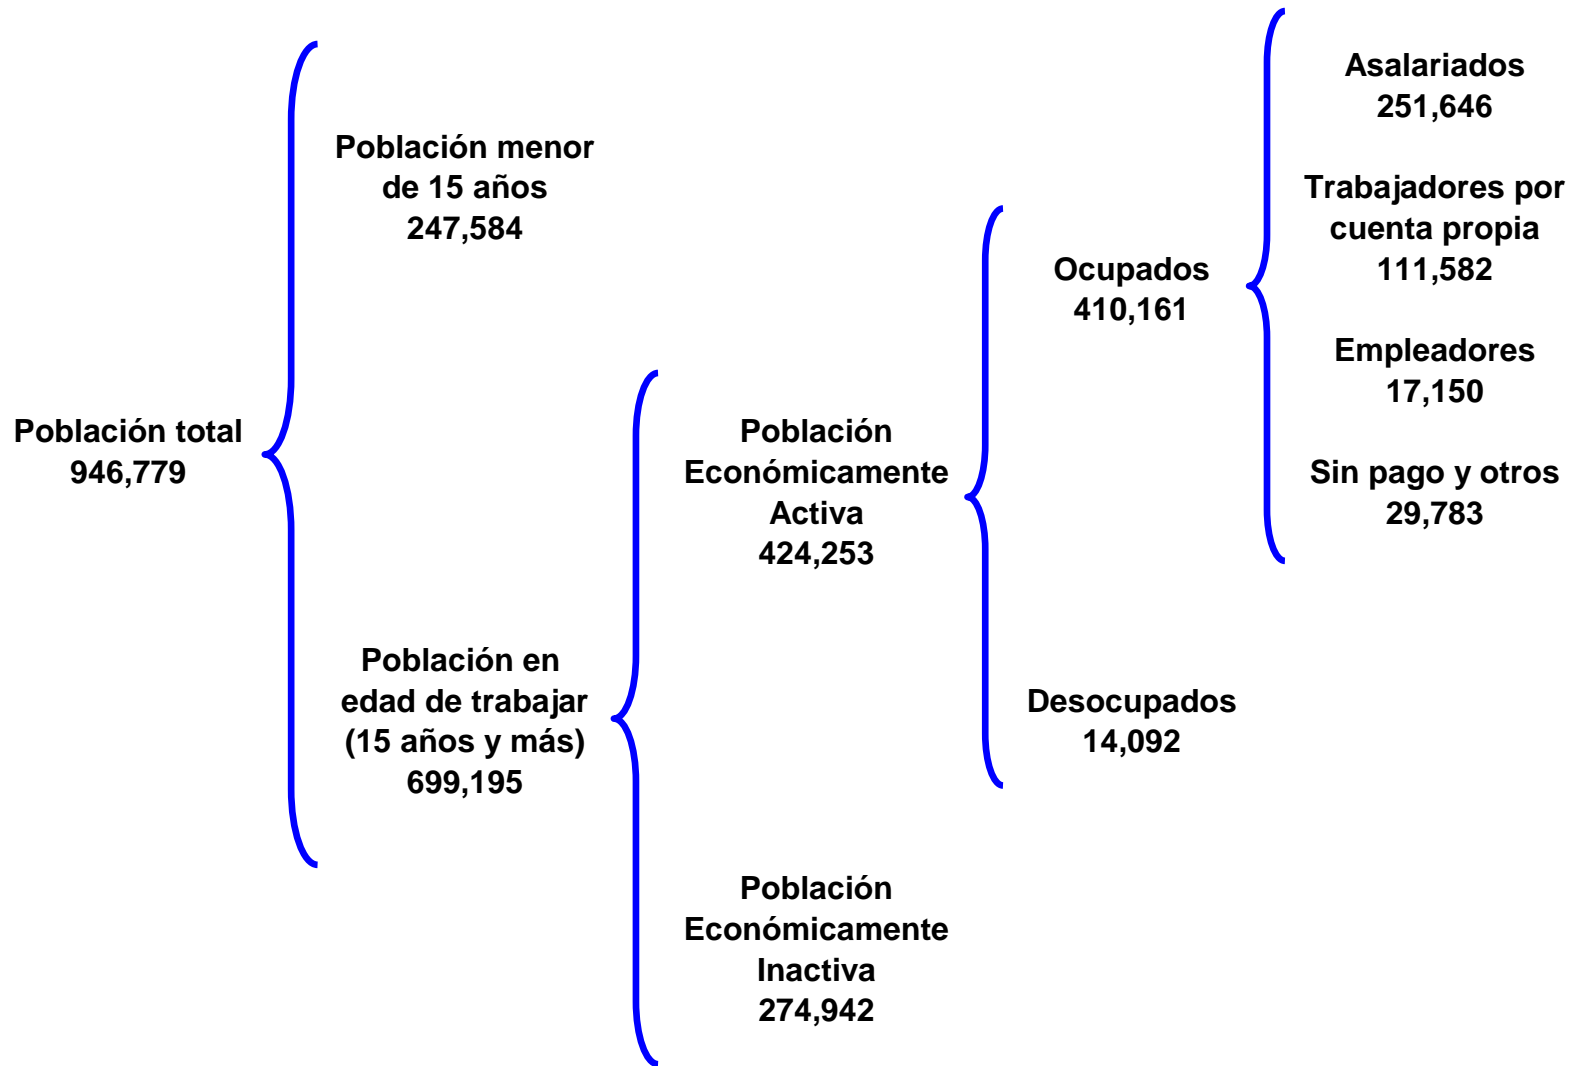 Población total
946,779
Población menor
de 15 años
247,584
Población en
edad de trabajar
(15 años y más)
699,195
Población
Económicamente
Activa
424,253
Población
Económicamente
Inactiva
274,942
Ocupados
410,161
Desocupados
14,092
Asalariados
251,646
Trabajadores por
cuenta propia
111,582
Empleadores
17,150
Sin pago y otros
29,783